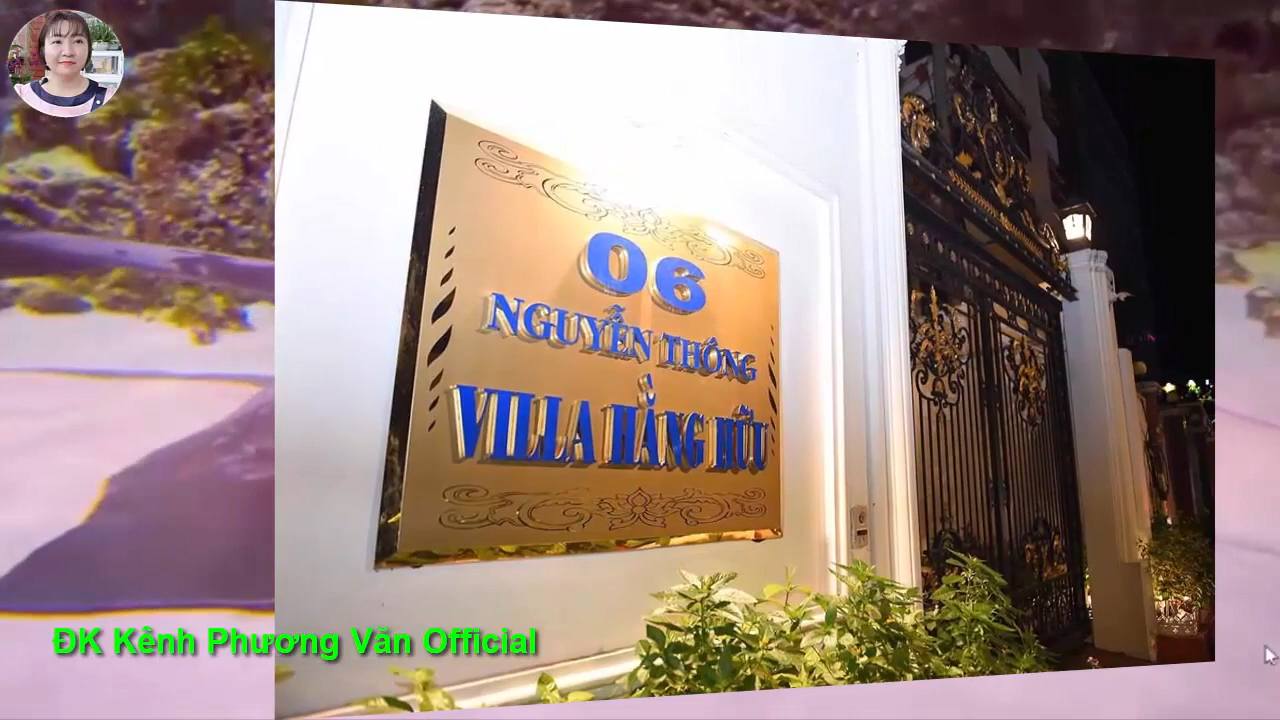 06
NGUYỄN THÔNG
VILLA HẰNG HỮU
ĐK Kênh Phương Văn Official